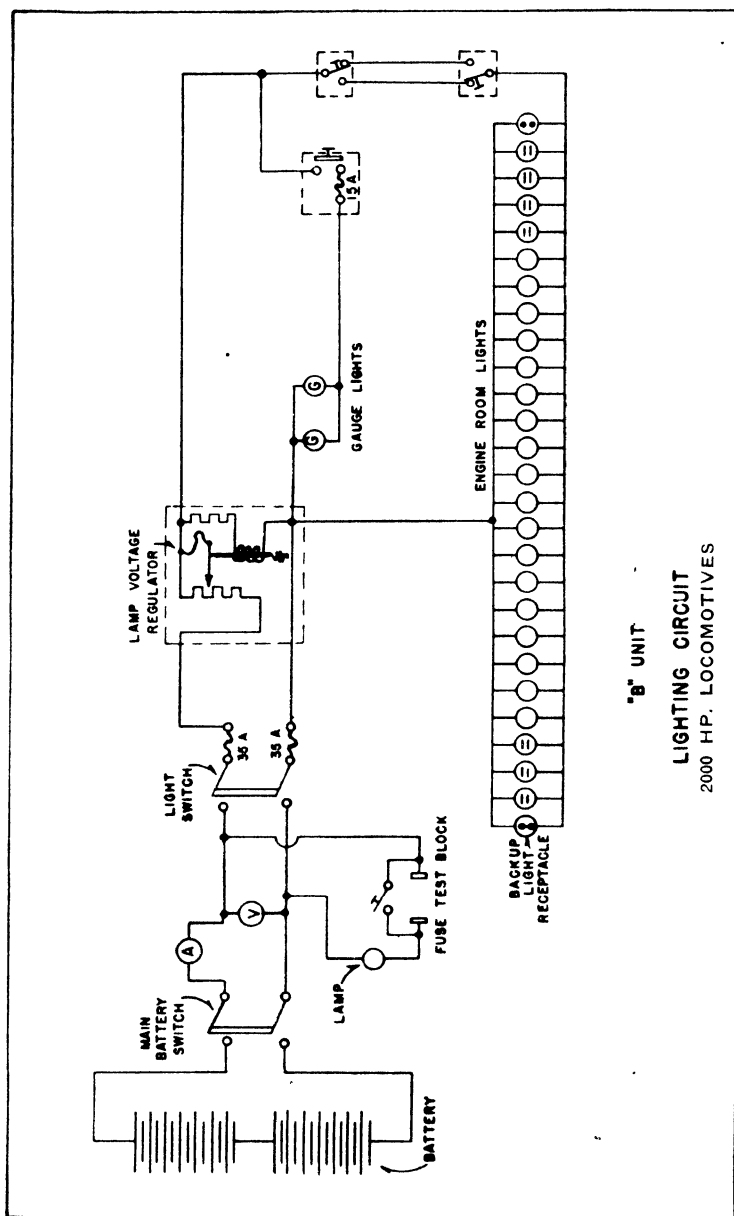 BATTERY
MAIN
BATTERY
SWITCH
A
V
LAMP
FUSE TEST BLOCK
LIGHT
SWITCH
35 A
35 A
LAMP VOLTAGE
REGULATOR
G
G
GAUGE LIGHTS
15 A
ENGINE ROOM LIGHTS
BACKUP
LIGHT
RECEPTACLE
"B" UNIT
LIGHTING CIRCUIT
2000 HP. LOCOMOTIVES